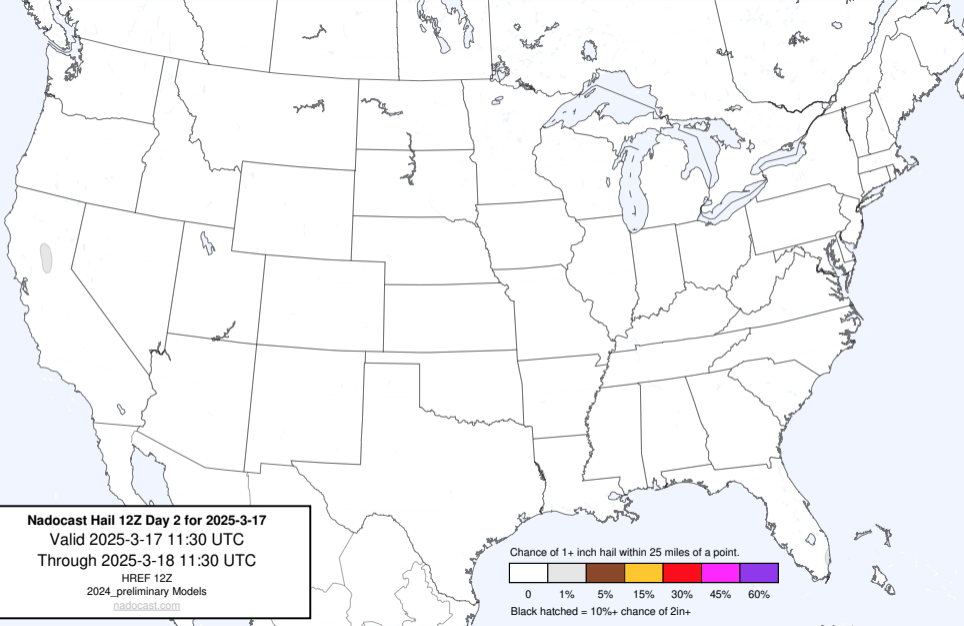 Nadocast Hail 12Z Day 2 for 2025-3-17
Valid 2025-3-17 11:30 UTC
Through 2025-3-18 11:30 UTC
HREF 12Z
2024_preliminary Models
nadocast.com
Chance of 1+ inch hail within 25 miles of a point.
0 1% 5% 15% 30% 45% 60%
Black hatched = 10%+ chance of 2in+